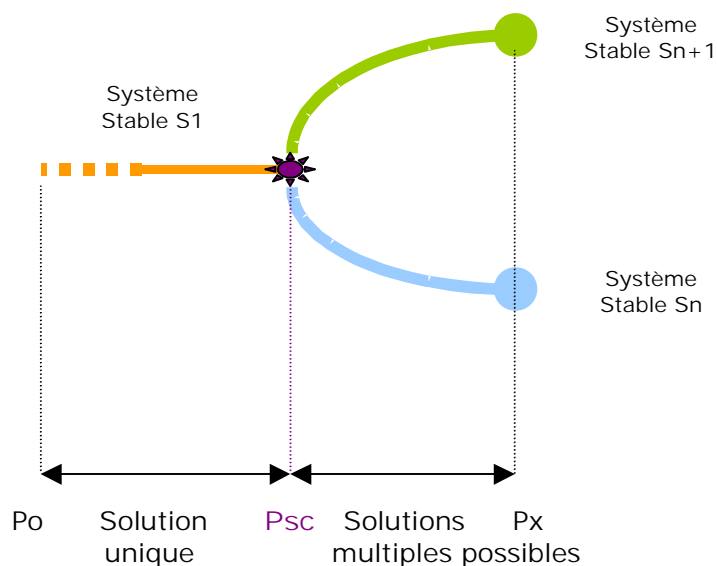 Système
Stable Sn+1
Système
Stable S1
Système
Stable Sn
Po Solution Psc Solutions Px
unique multiples possibles